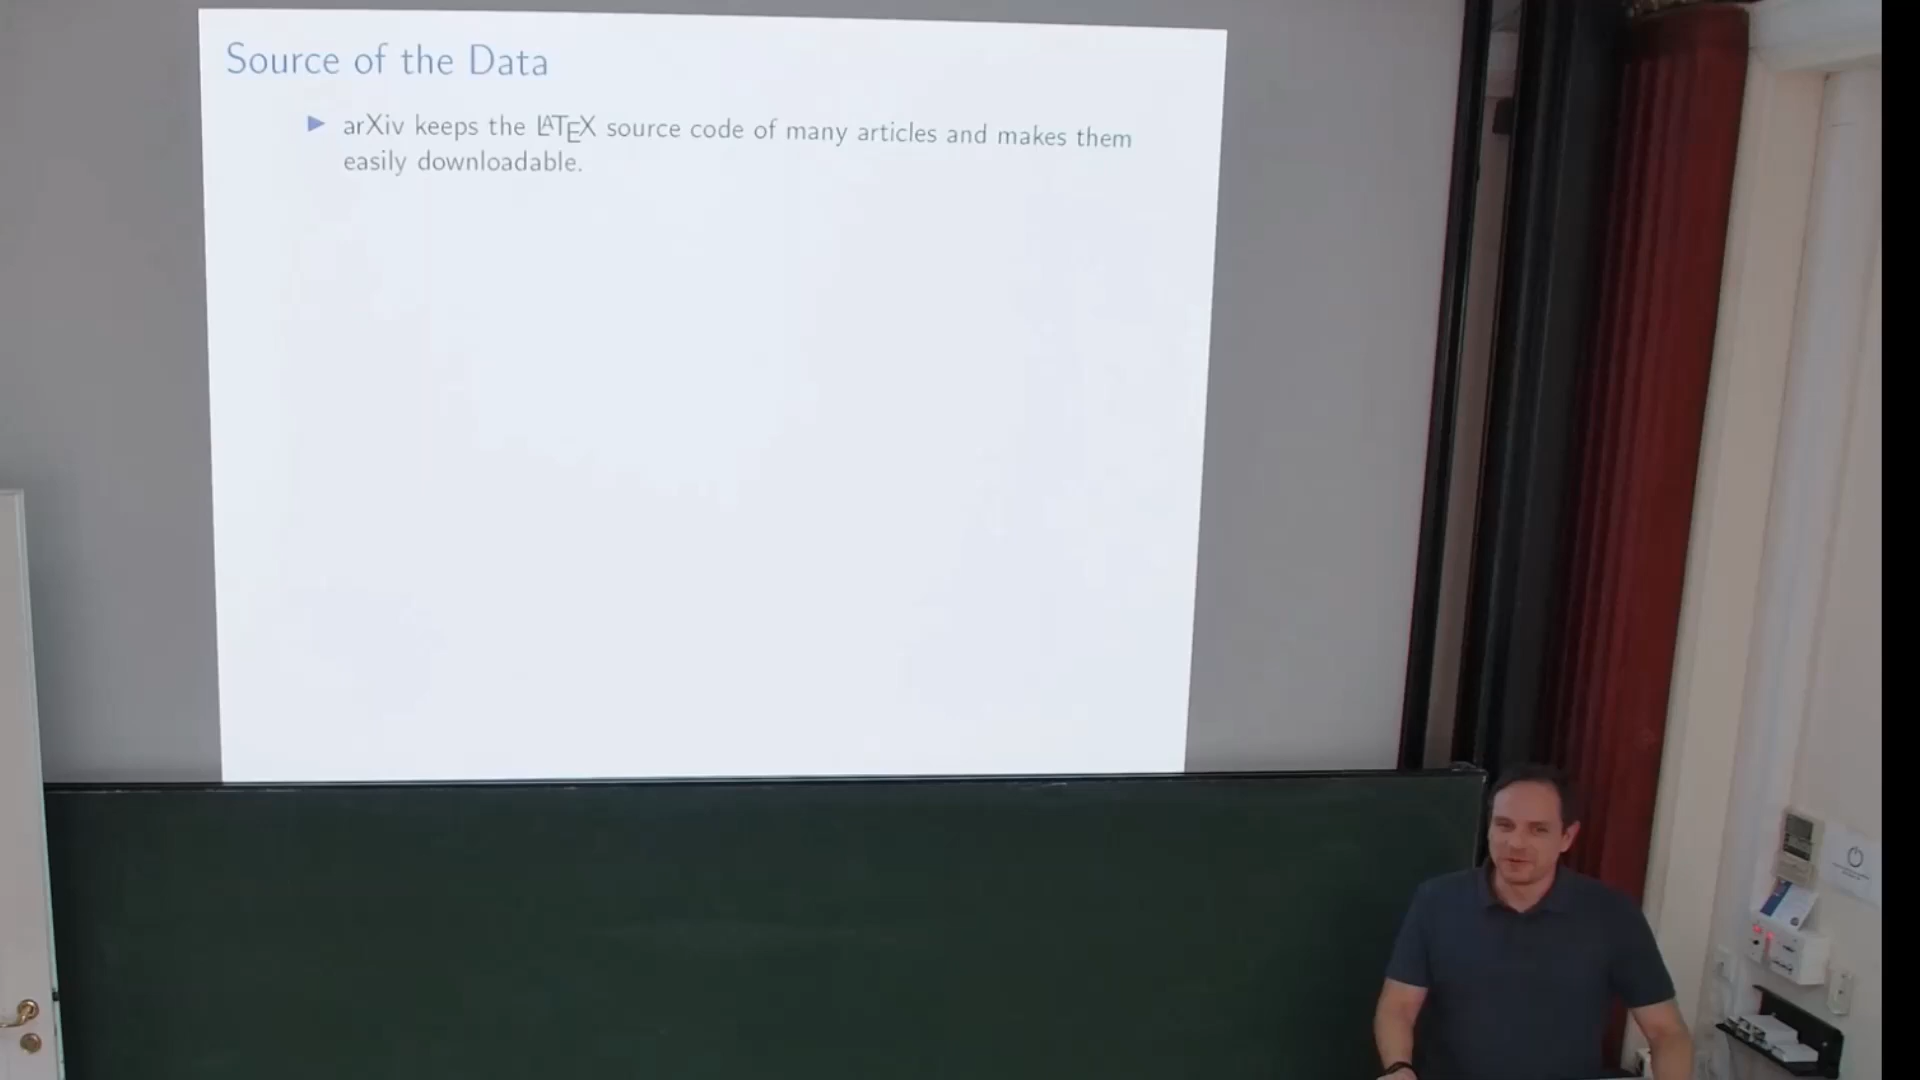 Source of the Data
▶ arXiv keeps the LATEX source code of many articles and makes them
easily downloadable.